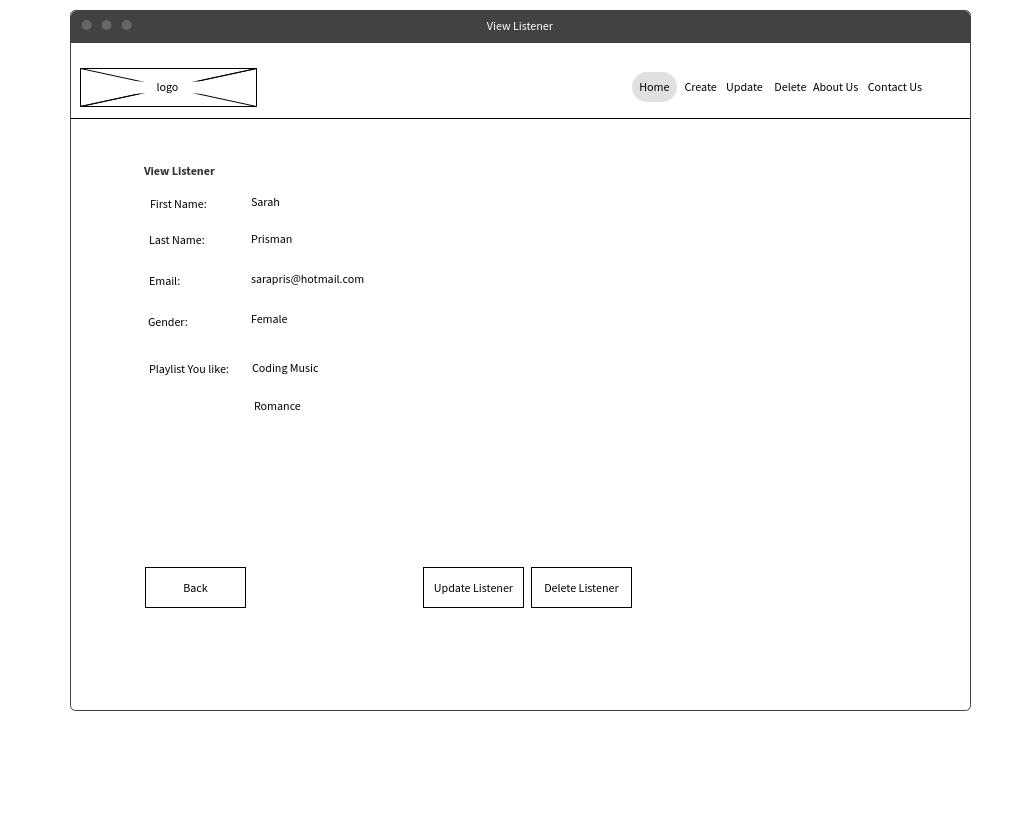 View Listener
logo
Home Create Update Delete About Us Contact Us
View Listener
First Name: Sarah
Last Name: Prisman
Email: sarapris@hotmail.com
Gender: Female
Playlist You like: Coding Music
Romance
Back Update Listener Delete Listener